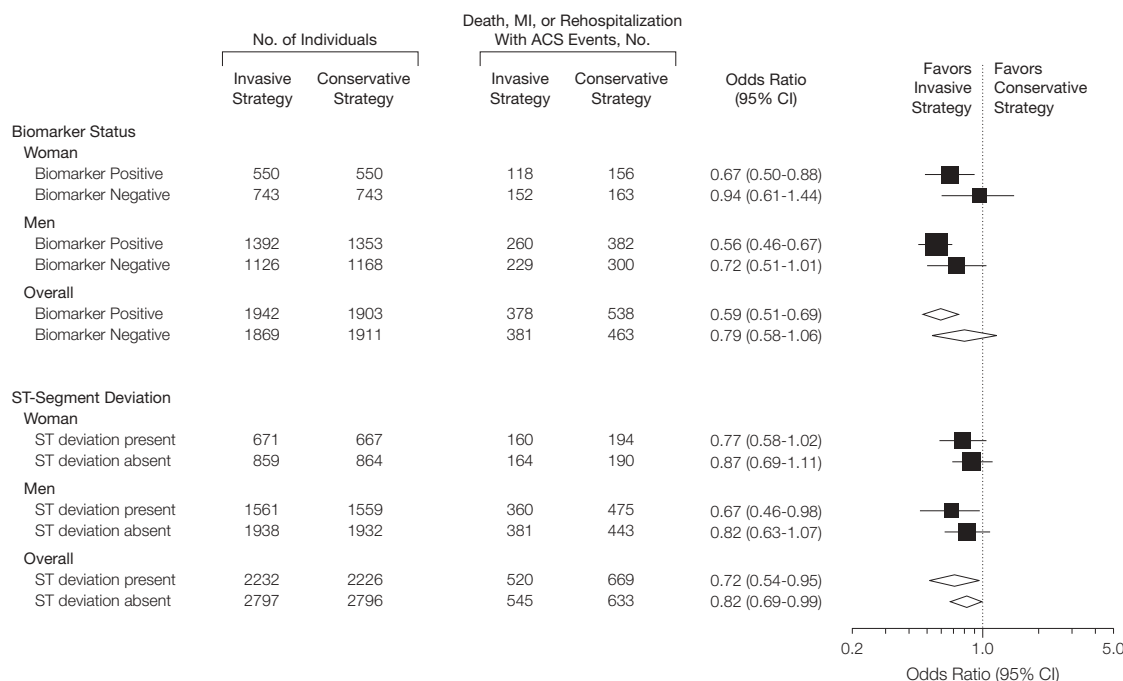 Death, MI, or Rehospitalization
No. of Individuals With ACS Events, No.
Invasive Strategy Conservative Strategy Invasive Strategy Conservative Strategy Odds Ratio (95% CI) Favors Invasive Strategy Favors Conservative Strategy
Biomarker Status
Woman
Biomarker Positive 550 550 118 156 0.67 (0.50-0.88)
Biomarker Negative 743 743 152 163 0.94 (0.61-1.44)
Men
Biomarker Positive 1392 1353 260 382 0.56 (0.46-0.67)
Biomarker Negative 1126 1168 229 300 0.72 (0.51-1.01)
Overall
Biomarker Positive 1942 1903 378 538 0.59 (0.51-0.69)
Biomarker Negative 1869 1911 381 463 0.79 (0.58-1.06)
ST-Segment Deviation
Woman
ST deviation present 671 667 160 194 0.77 (0.58-1.02)
ST deviation absent 859 864 164 190 0.87 (0.69-1.11)
Men
ST deviation present 1561 1559 360 475 0.67 (0.46-0.98)
ST deviation absent 1938 1932 381 443 0.82 (0.63-1.07)
Overall
ST deviation present 2232 2226 520 669 0.72 (0.54-0.95)
ST deviation absent 2797 2796 545 633 0.82 (0.69-0.99)
0.2 1.0 5.0
Odds Ratio (95% CI)